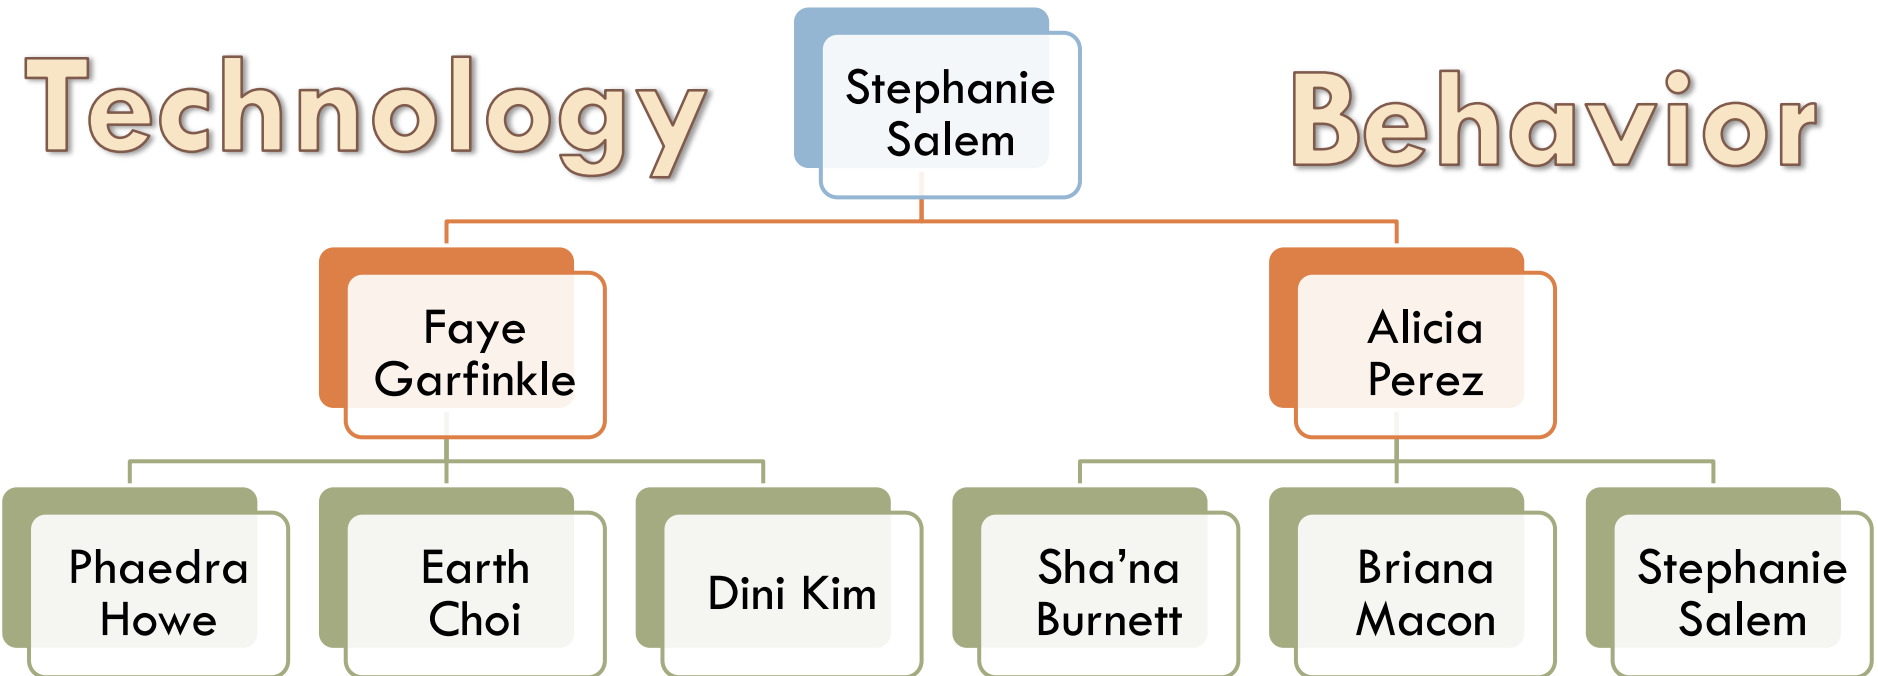 Technology
Stephanie
Salem
Behavior
Faye
Garfinkle
Alicia
Perez
Phaedra
Howe
Earth
Choi
Dini Kim
Sha’na
Burnett
Briana
Macon
Stephanie
Salem